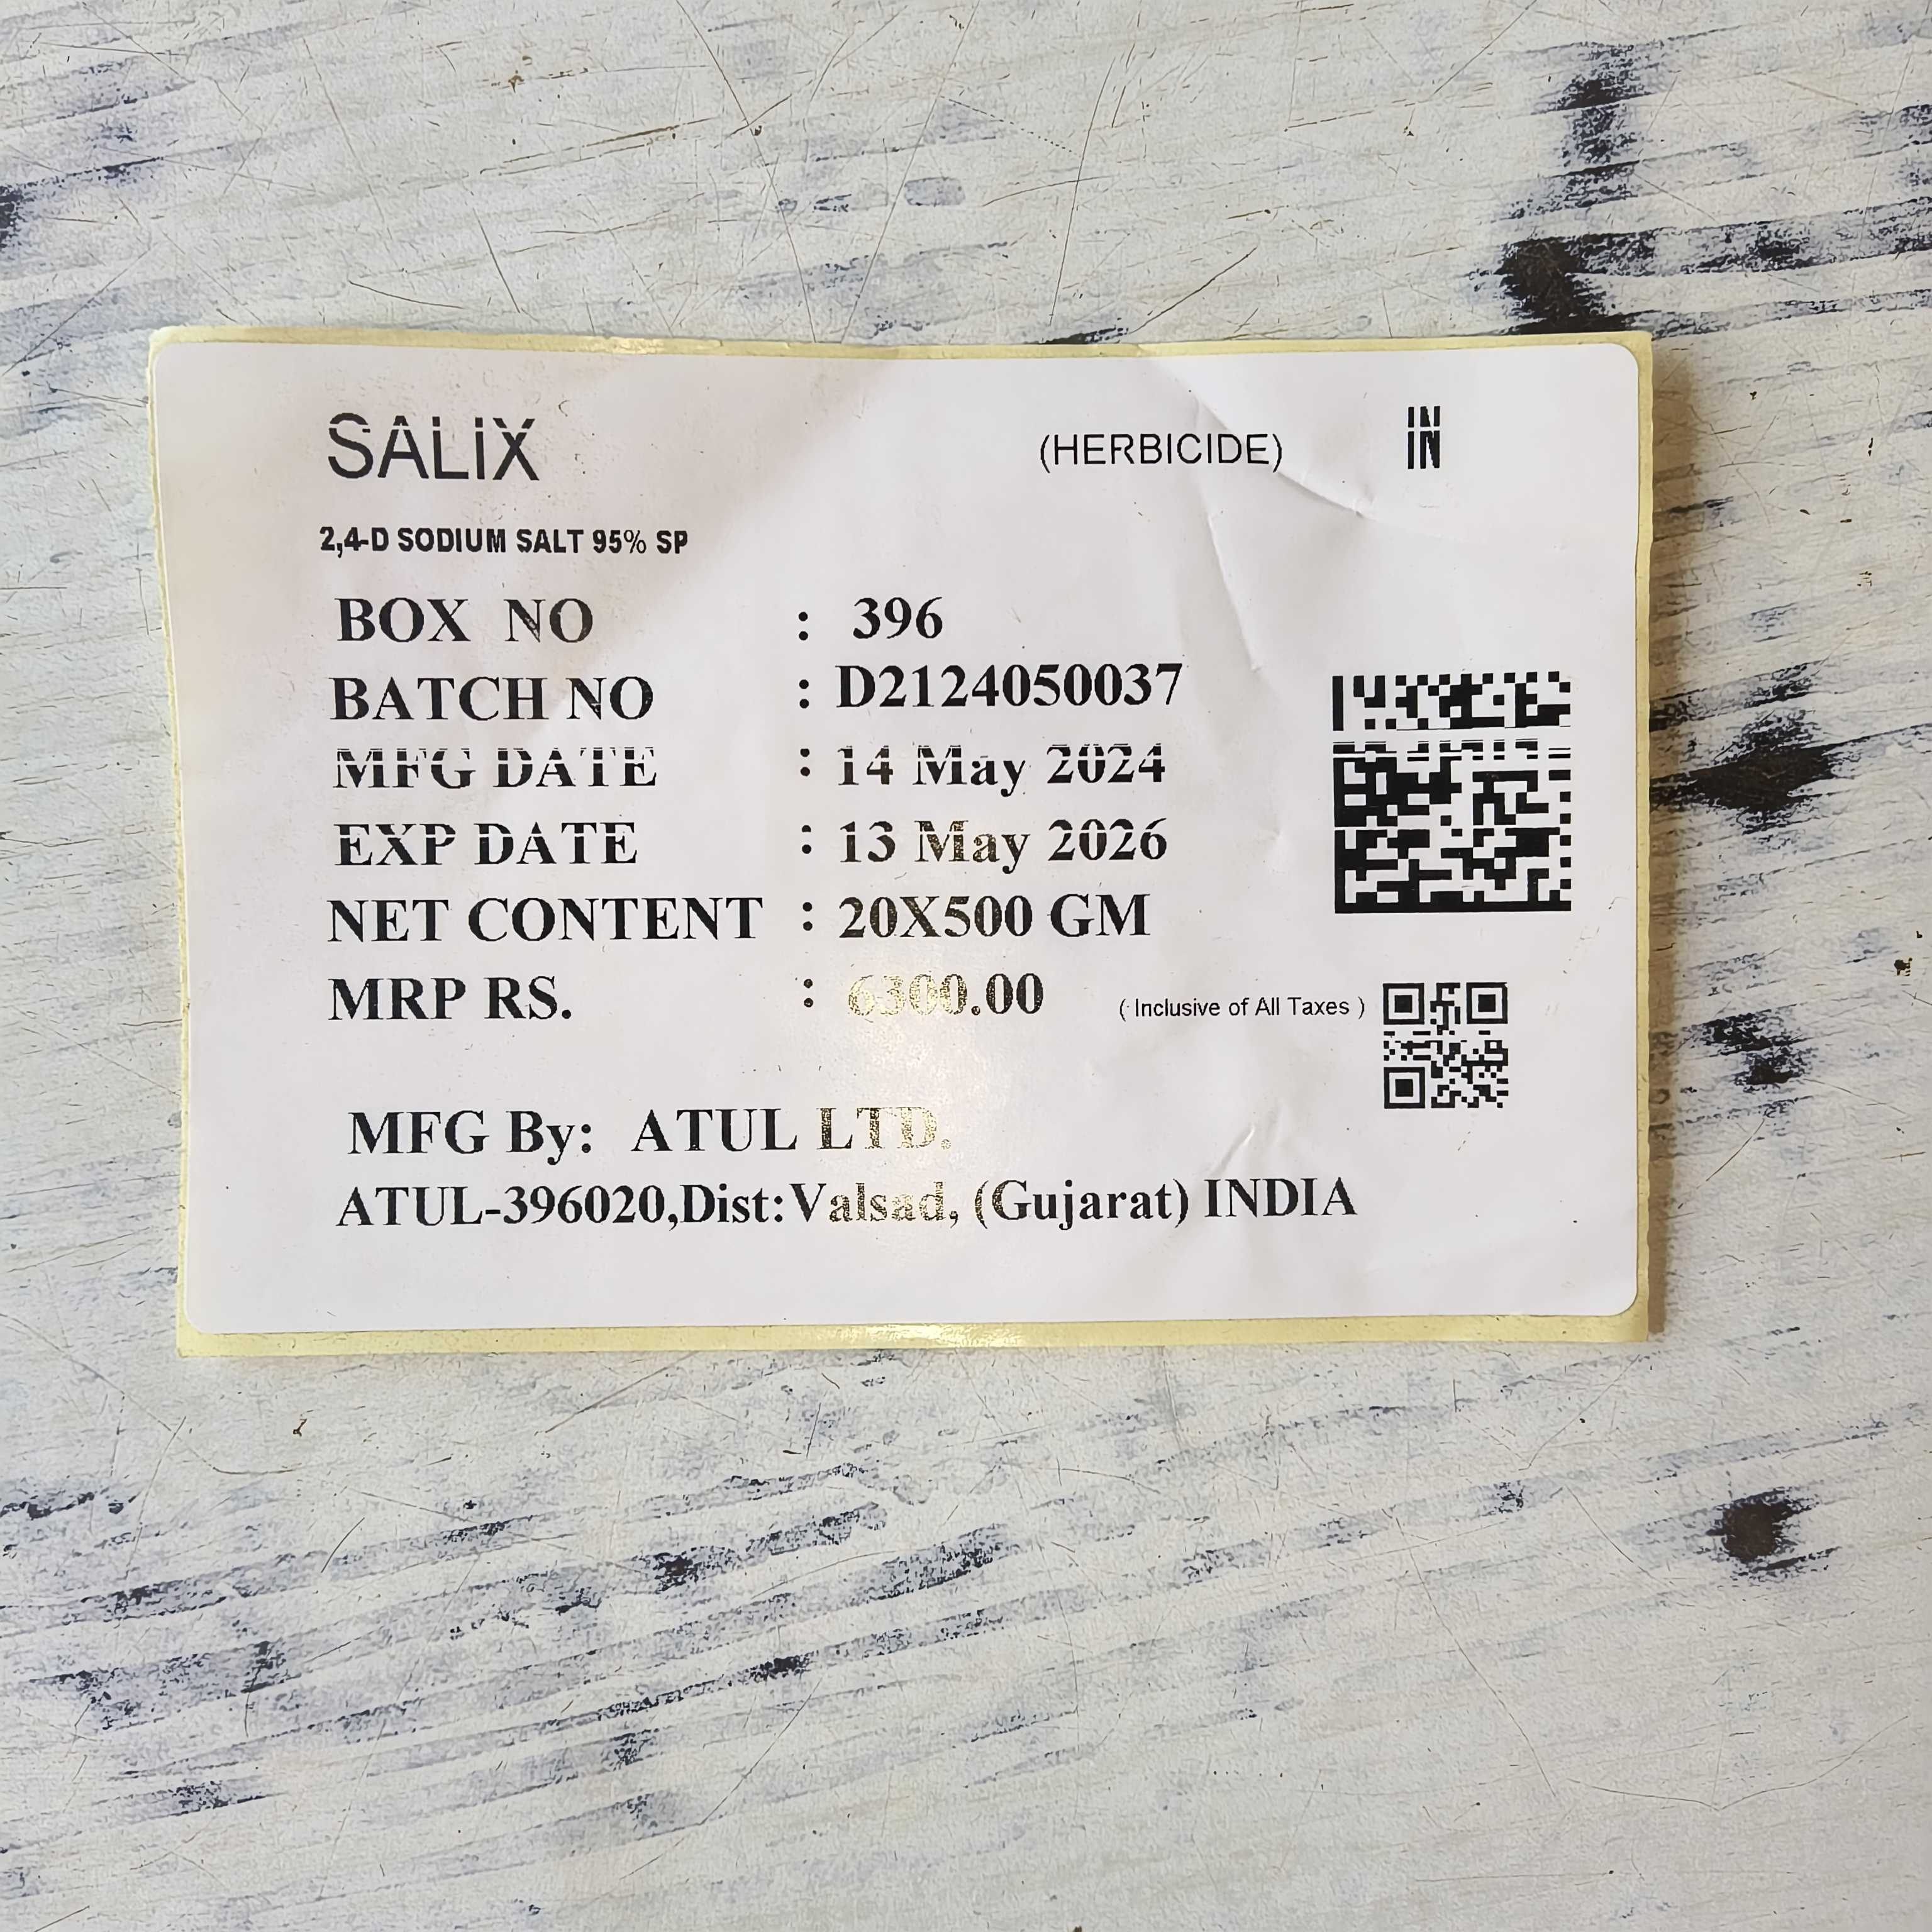 SALIX (HERBICIDE) IN
2,4-D SODIUM SALT 95% SP
BOX NO : 396
BATCH NO : D2124050037
MFG DATE : 14 May 2024
EXP DATE : 13 May 2026
NET CONTENT : 20X500 GM
MRP RS. : 6300.00 ( Inclusive of All Taxes )
MFG By: ATUL LTD.
ATUL-396020,Dist:Valsad, (Gujarat) INDIA